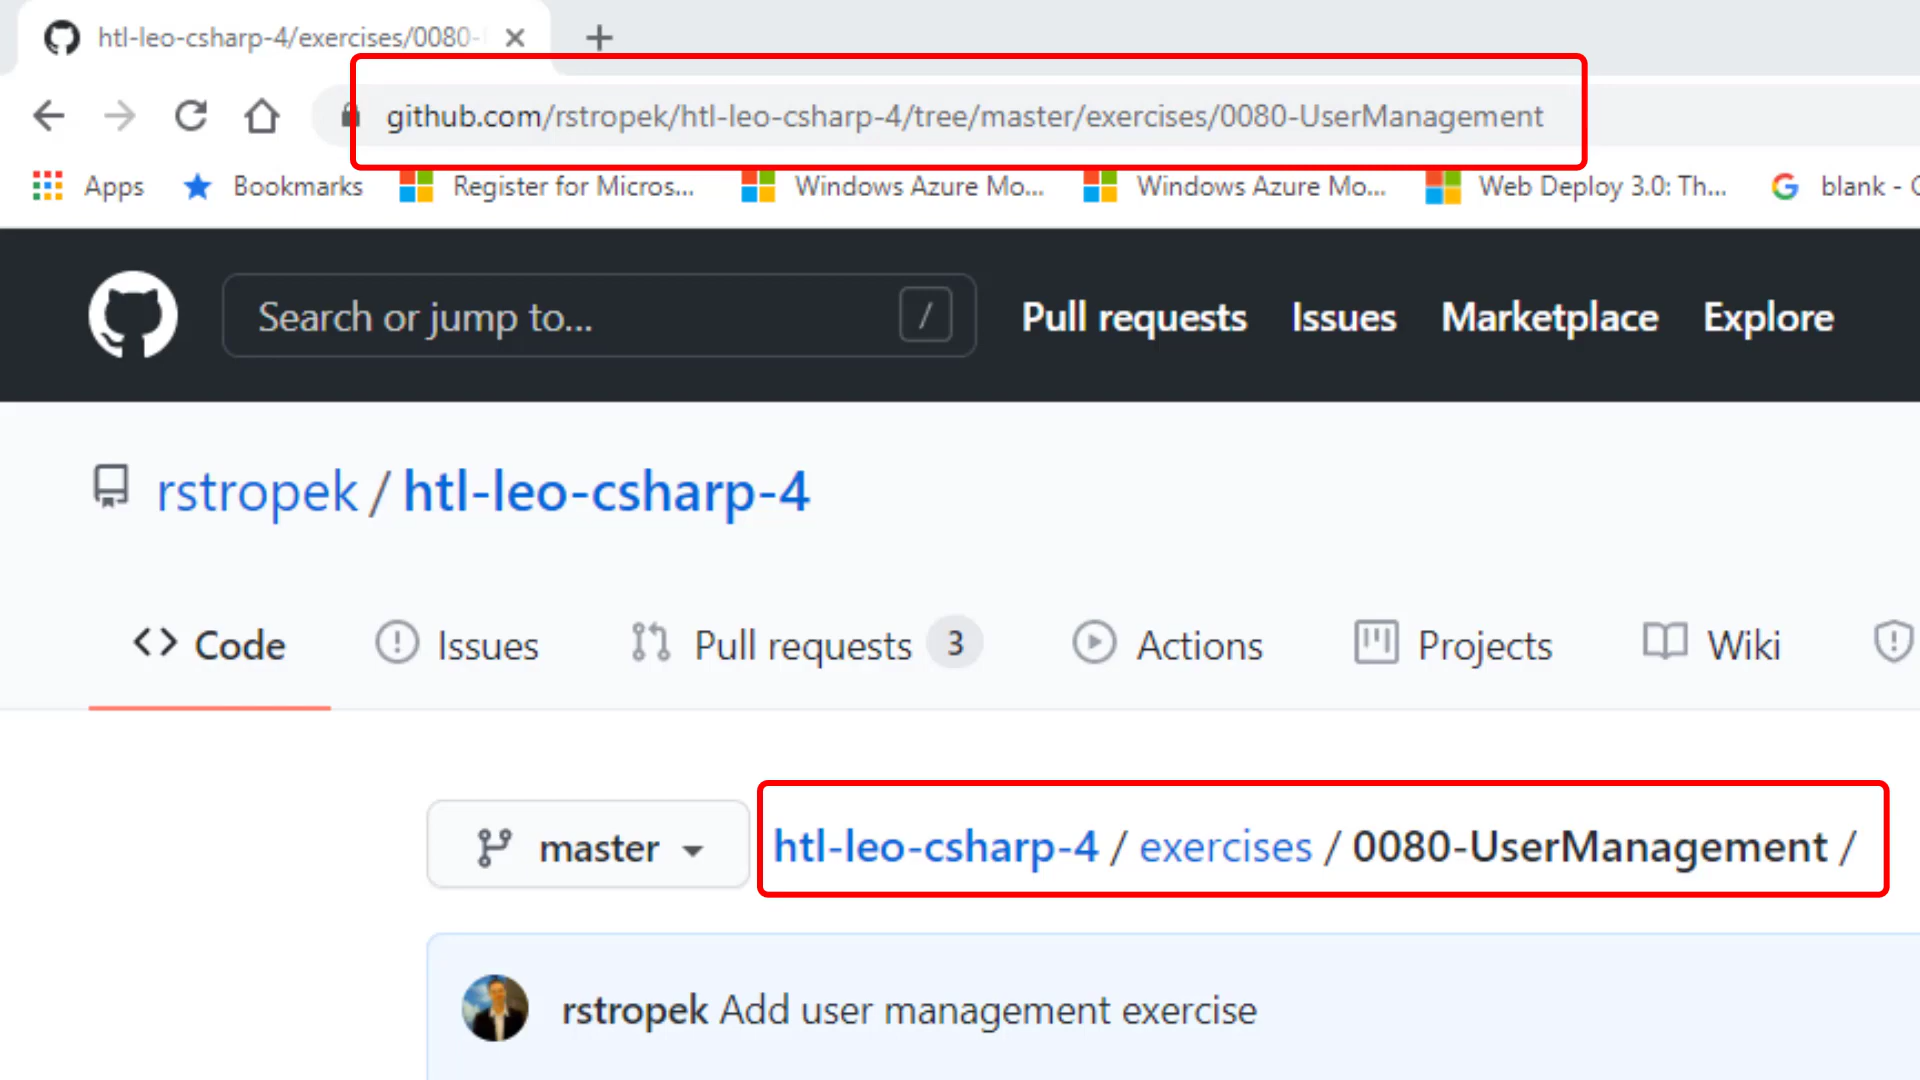 htl-leo-csharp-4/exercises/0080-
github.com/rstropek/htl-leo-csharp-4/tree/master/exercises/0080-UserManagement
Apps Bookmarks Register for Micros... Windows Azure Mo... Windows Azure Mo... Web Deploy 3.0: Th... blank -
Search or jump to... / Pull requests Issues Marketplace Explore
rstropek / htl-leo-csharp-4
Code Issues Pull requests 3 Actions Projects Wiki
master htl-leo-csharp-4 / exercises / 0080-UserManagement /
rstropek Add user management exercise